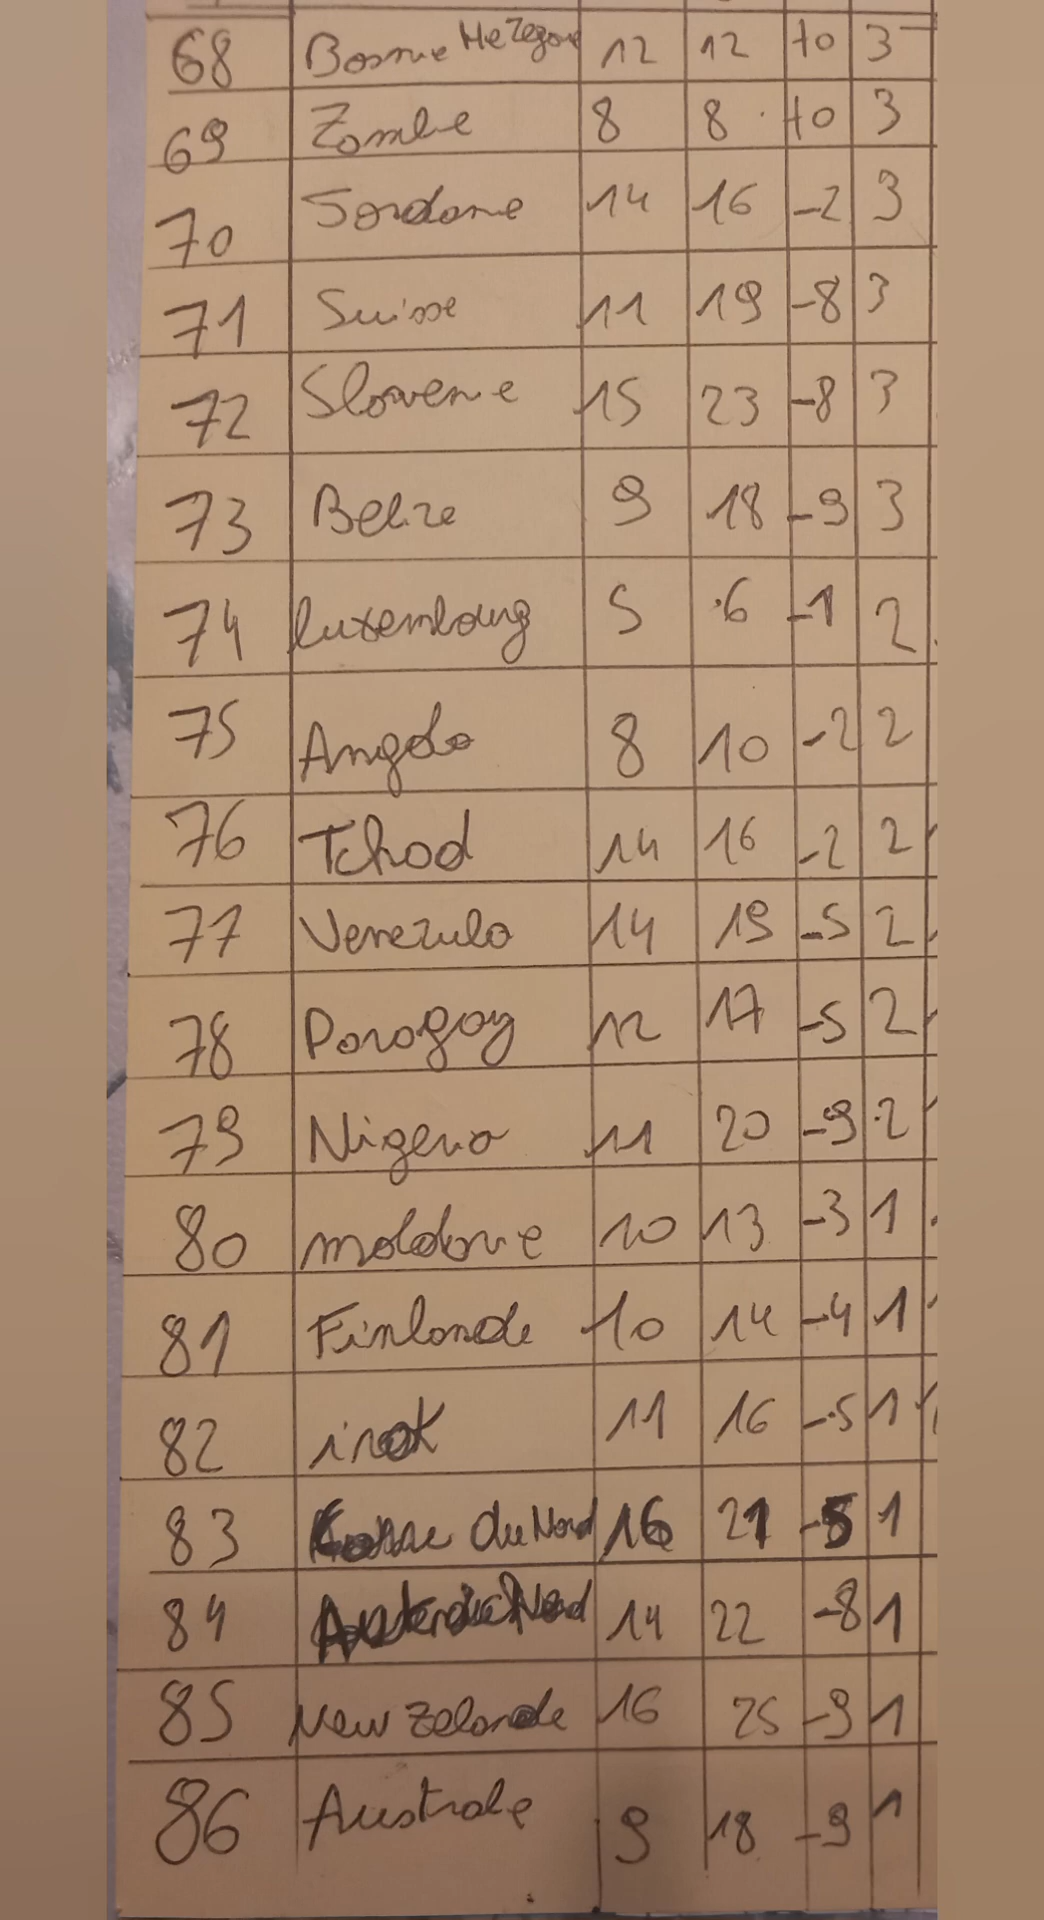 68 Bosnie Hezegovie 12 12 +0 3
69 Zambie 8 8 +0 3
70 Jordanie 14 16 -2 3
71 Suisse 11 19 -8 3
72 Slovenie 15 23 -8 3
73 Belize 9 18 -9 3
74 luxembourg 5 6 -1 2
75 Angola 8 10 -2 2
76 Tchad 14 16 -2 2
77 Venezula 14 19 -5 2
78 Paragay 12 17 -5 2
79 Nigeria 11 20 -9 2
80 moldavie 10 13 -3 1
81 Finlande 10 14 -4 1
82 irak 11 16 -5 1
83 du Nord 16 21 -5 1
84 14 22 -8 1
85 New Zelande 16 25 -9 1
86 Australe 9 18 -9 1